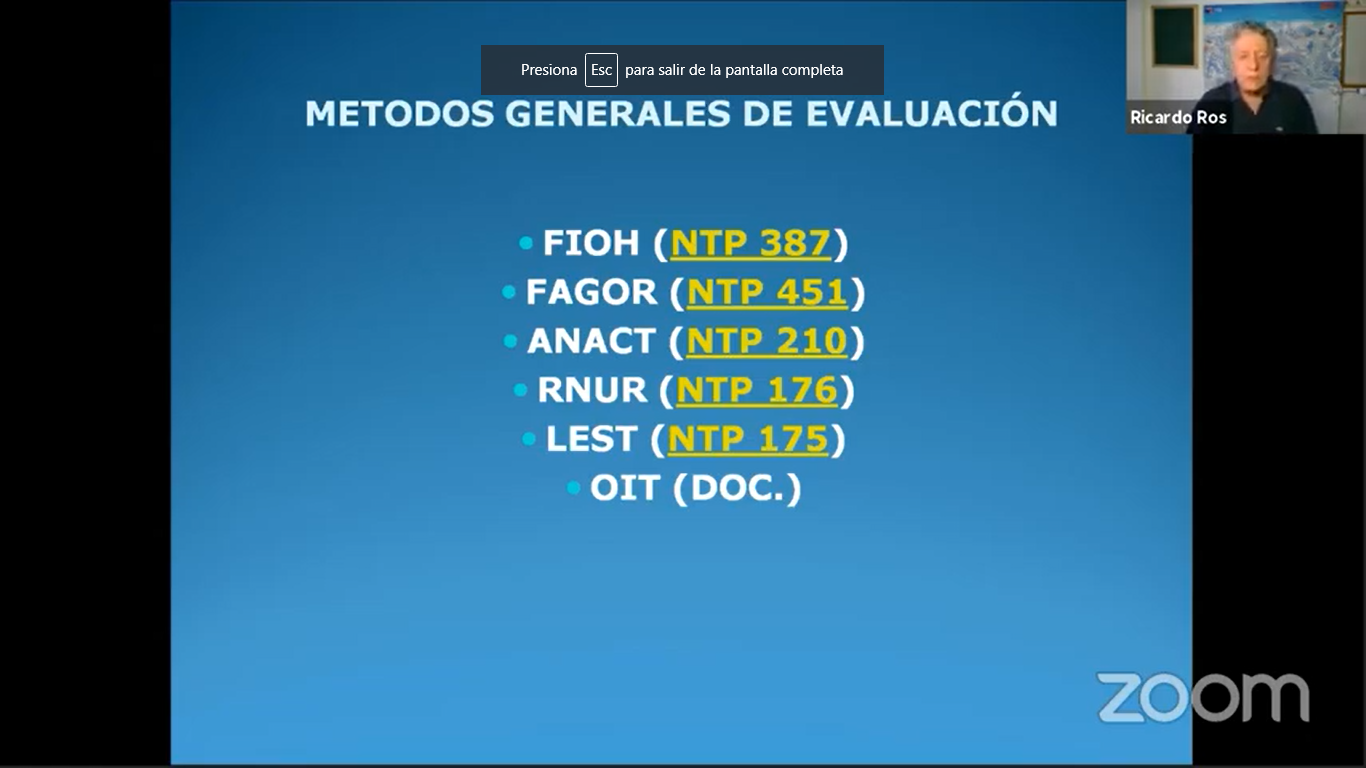 Presiona Esc para salir de la pantalla completa
METODOS GENERALES DE EVALUACIÓN
Ricardo Ros
• FIOH (NTP 387)
• FAGOR (NTP 451)
• ANACT (NTP 210)
• RNUR (NTP 176)
• LEST (NTP 175)
• OIT (DOC.)
zoom